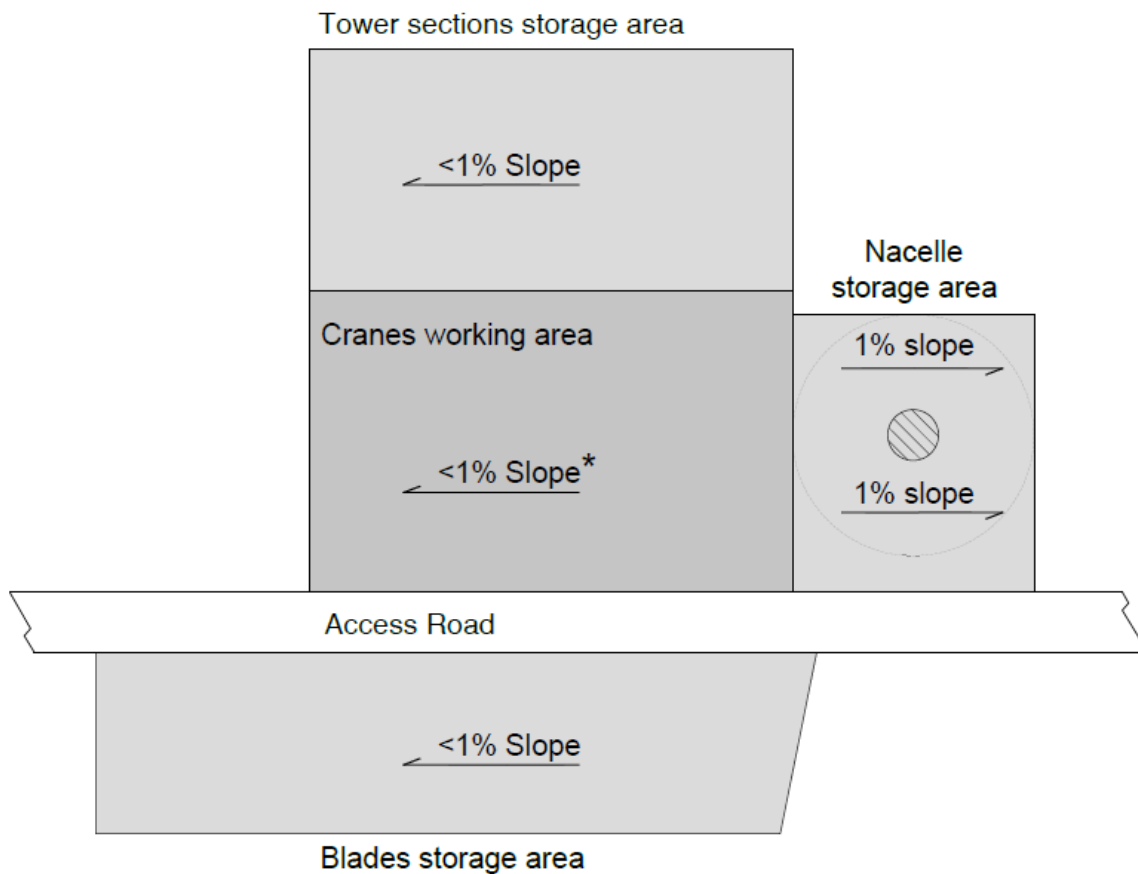 Tower sections storage area
<1% Slope
Nacelle
storage area
Cranes working area
1% slope
<1% Slope*
1% slope
Access Road
<1% Slope
Blades storage area